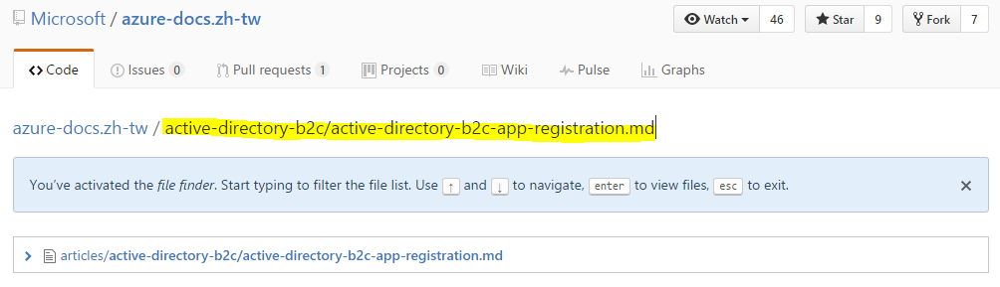 Microsoft / azure-docs.zh-tw Watch 46 Star 9 Fork 7
Code Issues 0 Pull requests 1 Projects 0 Wiki Pulse Graphs
azure-docs.zh-tw / active-directory-b2c/active-directory-b2c-app-registration.md
You've activated the file finder. Start typing to filter the file list. Use ↑ and ↓ to navigate, enter to view files, esc to exit. ×
articles/active-directory-b2c/active-directory-b2c-app-registration.md